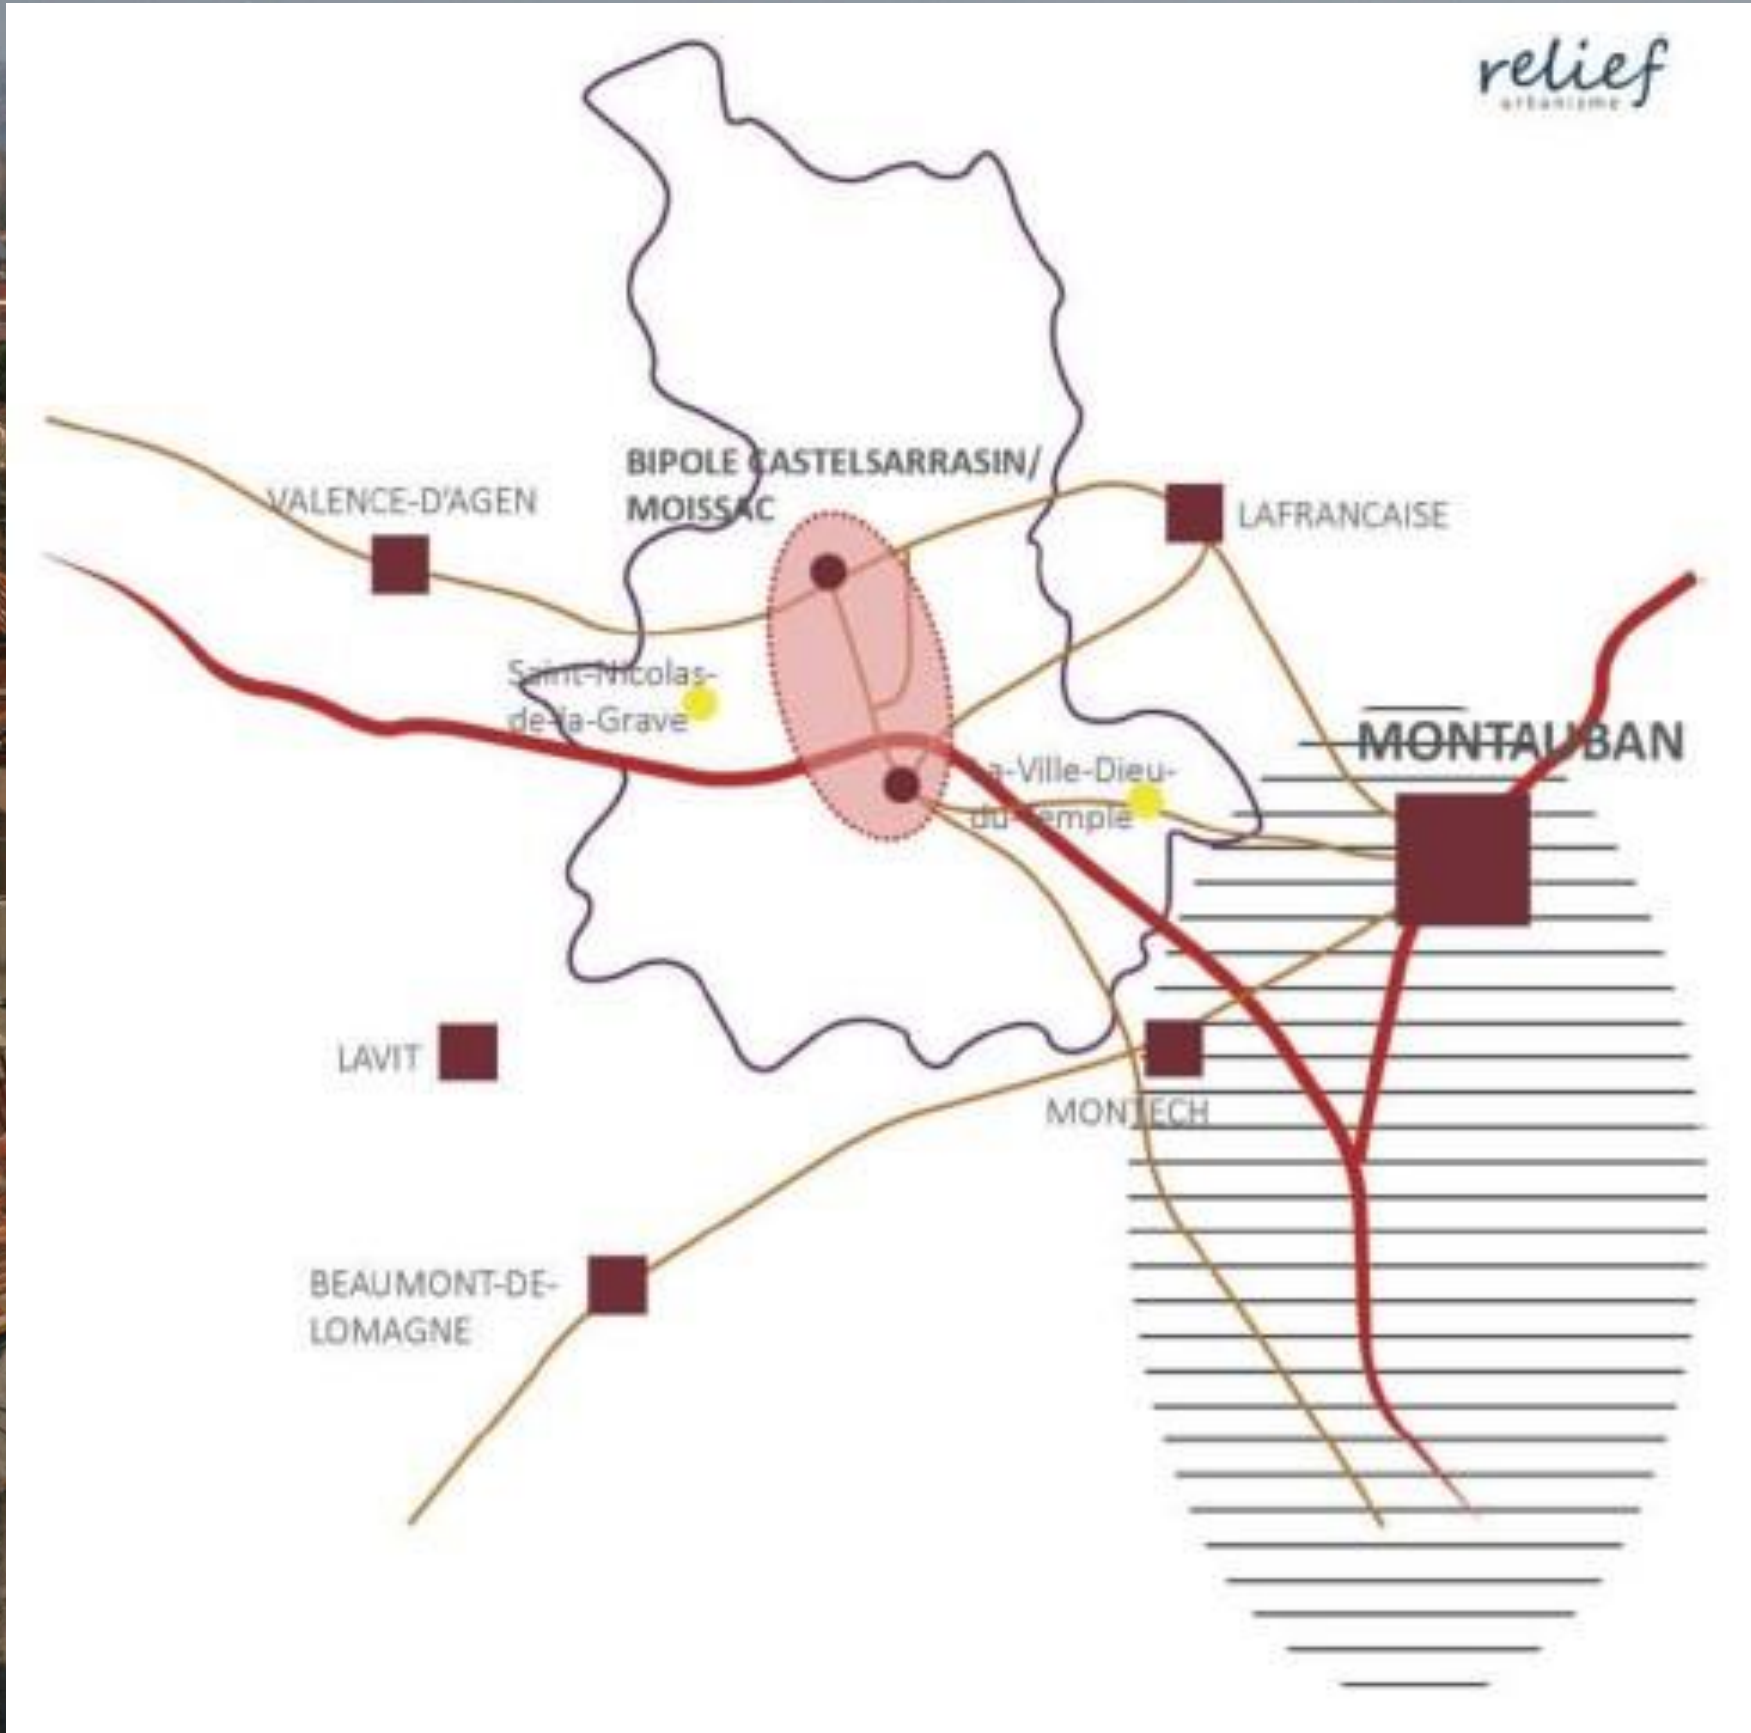 relief
urbanisme
BIPOLE CASTELSARRASIN/
MOISSAC
VALENCE-D'AGEN
LAFRANCAISE
Saint-Nicolas-
de-la-Grave
MONTAUBAN
La-Ville-Dieu-
du-Temple
LAVIT
MONTECH
BEAUMONT-DE-
LOMAGNE